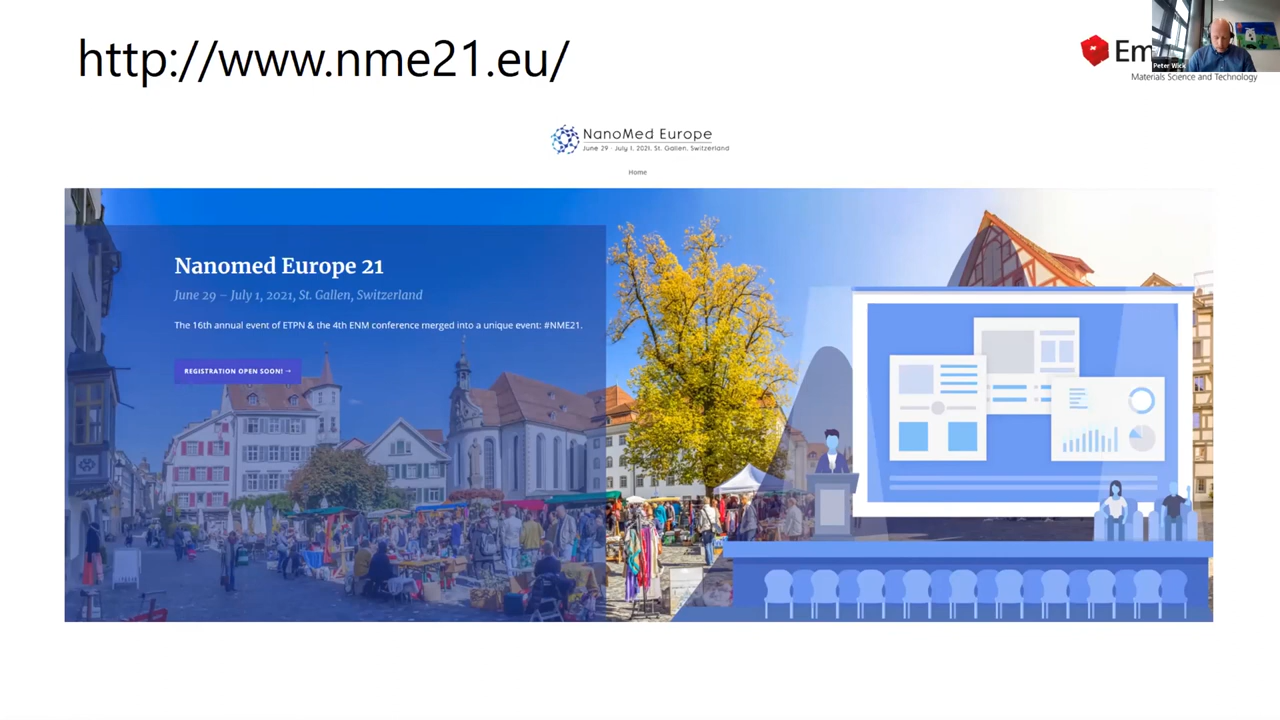 http://www.nme21.eu/
Em
Peter Wick
Materials Science and Technology
NanoMed Europe
June 29 - July 1, 2021, St. Gallen, Switzerland
Home
Nanomed Europe 21
June 29 – July 1, 2021, St. Gallen, Switzerland
The 16th annual event of ETPN & the 4th ENM conference merged into a unique event: #NME21.
REGISTRATION OPEN SOON! →